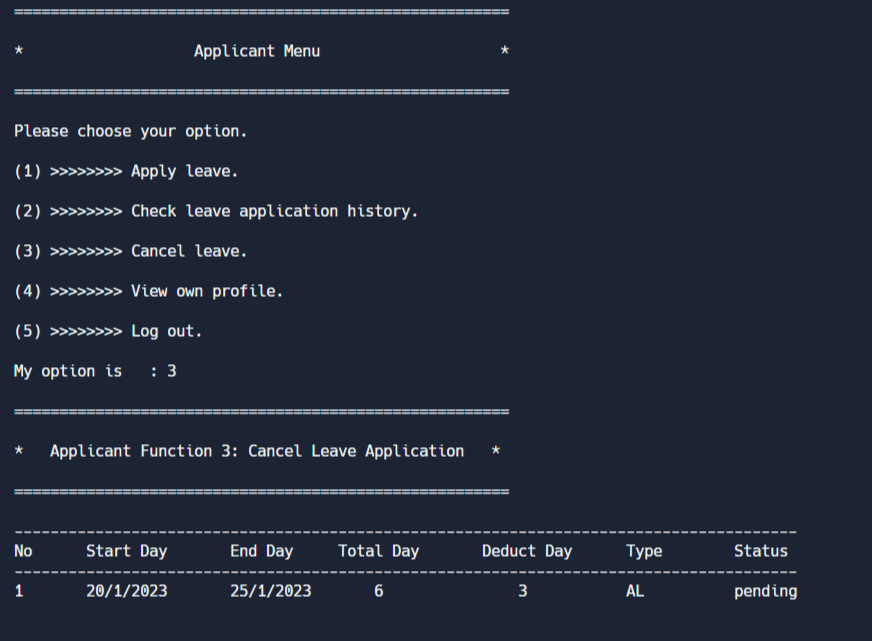 =======================================================
*                   Applicant Menu                    *
=======================================================
Please choose your option.
(1) >>>>>>>> Apply leave.
(2) >>>>>>>> Check leave application history.
(3) >>>>>>>> Cancel leave.
(4) >>>>>>>> View own profile.
(5) >>>>>>>> Log out.
My option is   : 3
=======================================================
*   Applicant Function 3: Cancel Leave Application   *
=======================================================
---------------------------------------------------------------------------------------
No      Start Day       End Day     Total Day       Deduct Day      Type        Status
---------------------------------------------------------------------------------------
1       20/1/2023       25/1/2023       6               3           AL          pending